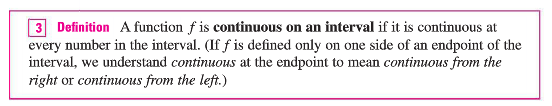 3 Definition A function f is continuous on an interval if it is continuous at
every number in the interval. (If f is defined only on one side of an endpoint of the
interval, we understand continuous at the endpoint to mean continuous from the
right or continuous from the left.)